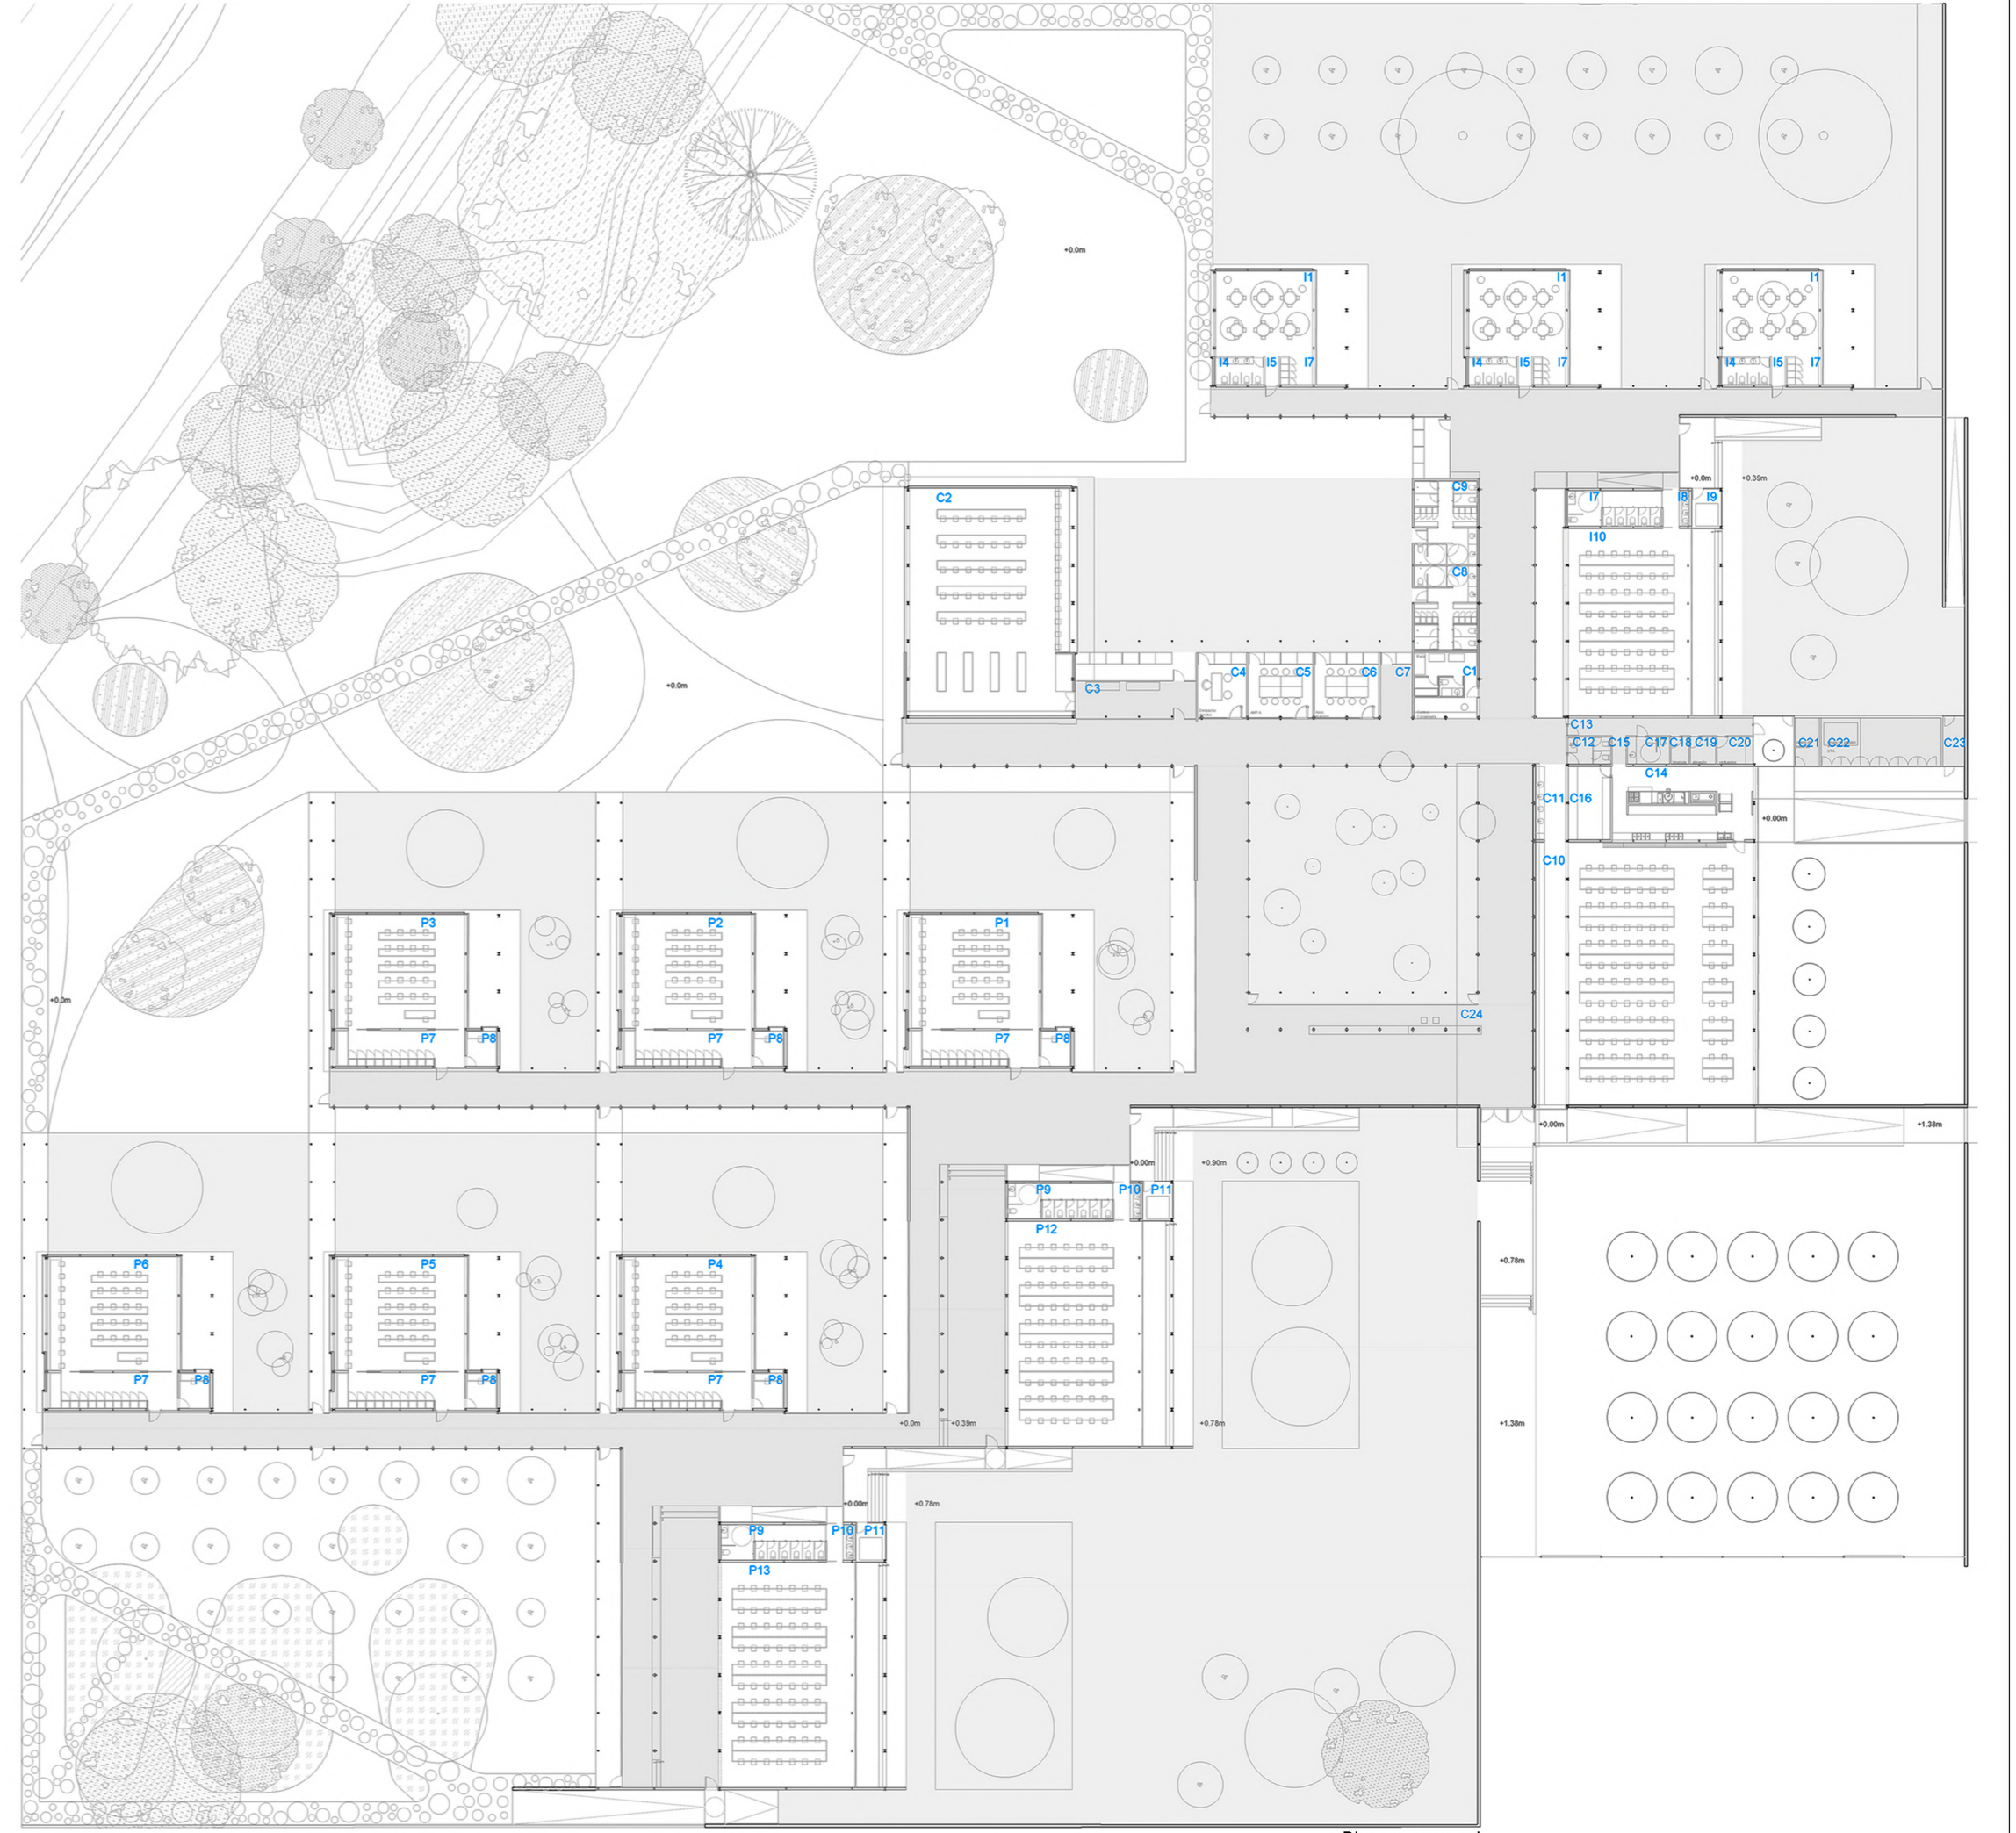 +0.0m
I1 I1 I1
I4 I5 I7 I4 I5 I7 I4 I5 I7
+0.0m +0.39m
C2 C9 I7 I8 I9
I10
C8
C4 C5 C6 C7 C1
+0.0m C3
C13
C12 C15 C17 C18 C19 C20 C21 C22 C23
C14
C11 C16
+0.00m
C10
P3 P2 P1
+0.0m
C24
P7 P8 P7 P8 P7 P8
+0.00m +1.38m
+0.00m +0.90m
P9 P10 P11
P12
P6 P5 P4 +0.78m
P7 P8 P7 P8 P7 P8
+0.0m +0.39m +0.78m +1.38m
+0.00m +0.78m
P9 P10 P11
P13